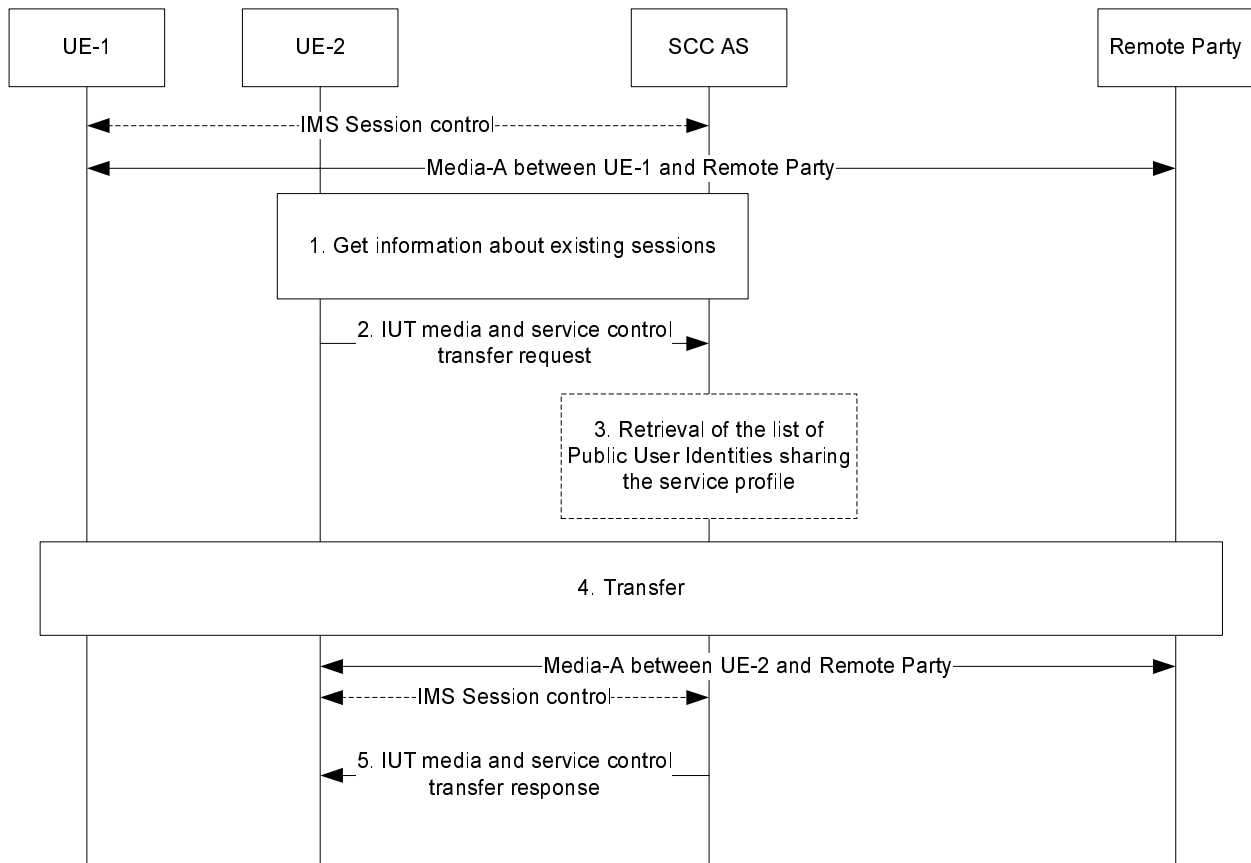 UE-1
UE-2
SCC AS
Remote Party
IMS Session control
Media-A between UE-1 and Remote Party
1. Get information about existing sessions
2. IUT media and service control
transfer request
3. Retrieval of the list of
Public User Identities sharing
the service profile
4. Transfer
Media-A between UE-2 and Remote Party
IMS Session control
5. IUT media and service control
transfer response